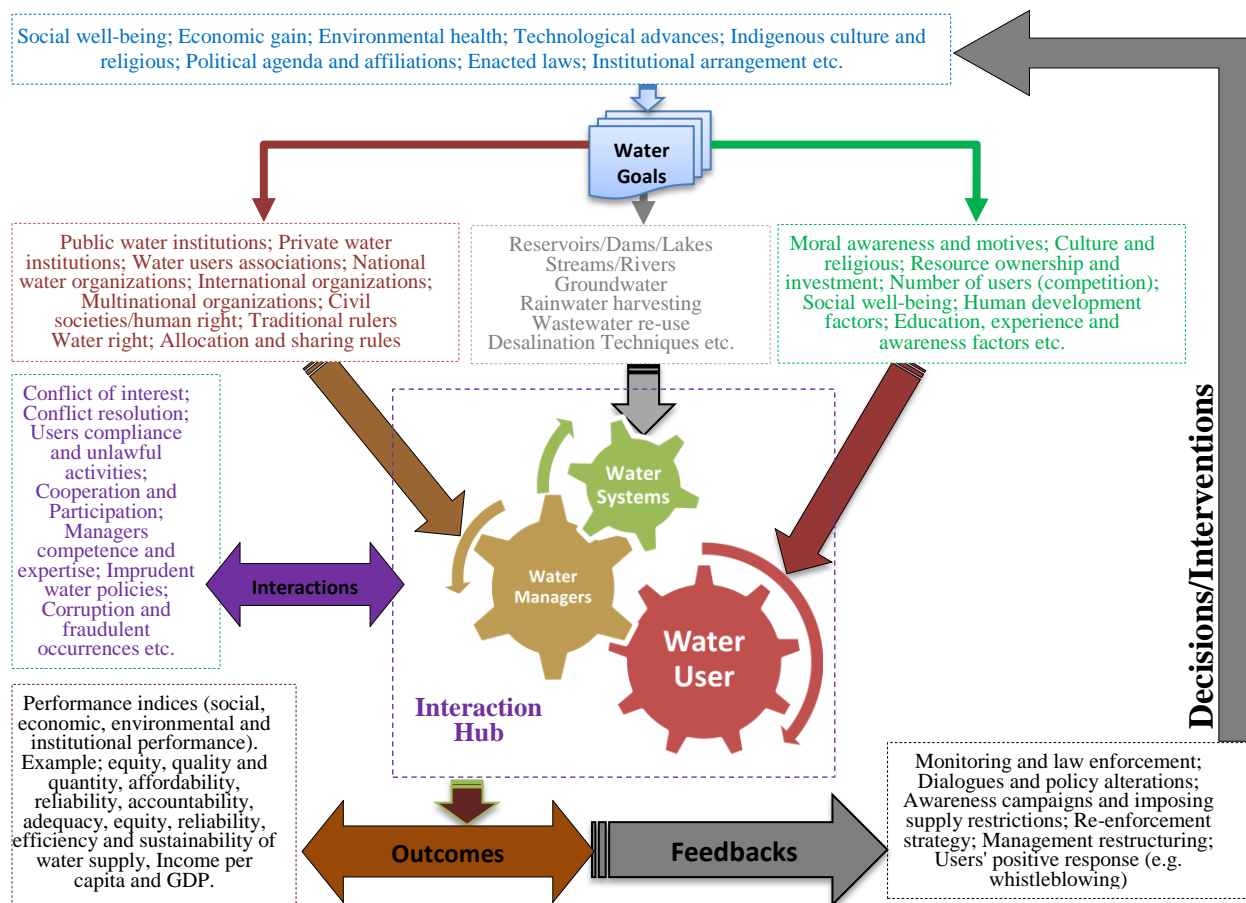 Social well-being; Economic gain; Environmental health; Technological advances; Indigenous culture and
religious; Political agenda and affiliations; Enacted laws; Institutional arrangement etc.
Water
Goals
Public water institutions; Private water
institutions; Water users associations; National
water organizations; International organizations;
Multinational organizations; Civil
societies/human right; Traditional rulers
Water right; Allocation and sharing rules
Reservoirs/Dams/Lakes
Streams/Rivers
Groundwater
Rainwater harvesting
Wastewater re-use
Desalination Techniques etc.
Moral awareness and motives; Culture and
religious; Resource ownership and
investment; Number of users (competition);
Social well-being; Human development
factors; Education, experience and
awareness factors etc.
Conflict of interest;
Conflict resolution;
Users compliance
and unlawful
activities;
Cooperation and
Participation;
Managers
competence and
expertise; Imprudent
water policies;
Corruption and
fraudulent
occurrences etc.
Interactions
Water
Systems
Water
Managers
Water
User
Interaction
Hub
Decisions/Interventions
Performance indices (social,
economic, environmental and
institutional performance).
Example; equity, quality and
quantity, affordability,
reliability, accountability,
adequacy, equity, reliability,
efficiency and sustainability of
water supply, Income per
capita and GDP.
Outcomes
Feedbacks
Monitoring and law enforcement;
Dialogues and policy alterations;
Awareness campaigns and imposing
supply restrictions; Re-enforcement
strategy; Management restructuring;
Users' positive response (e.g.
whistleblowing)